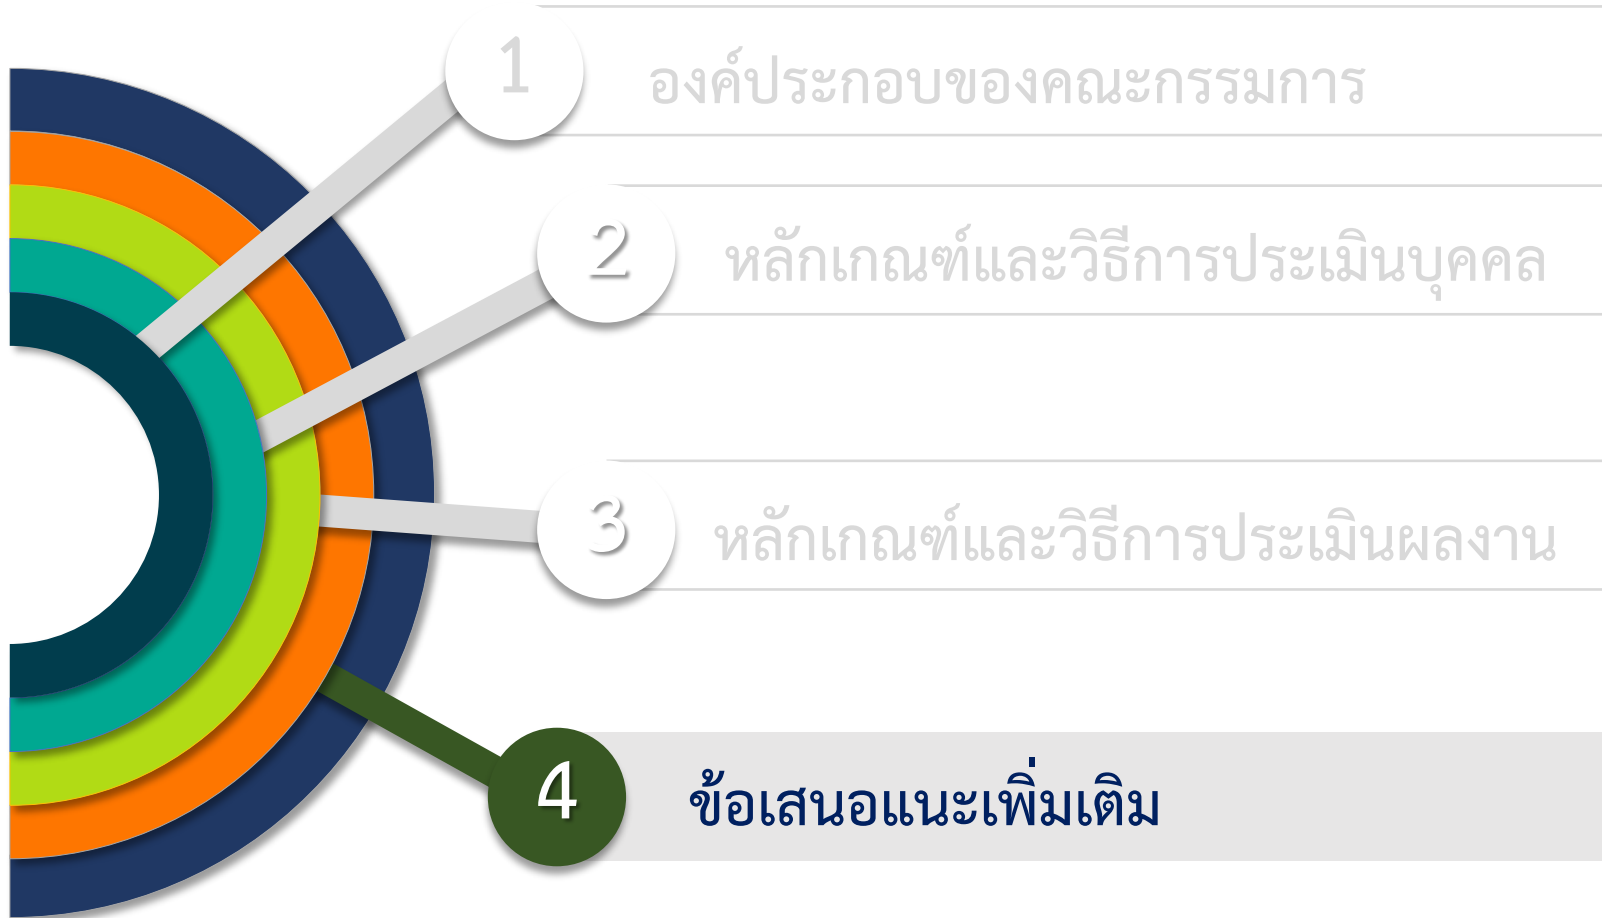 1
องค์ประกอบของคณะกรรมการ
2
หลักเกณฑ์และวิธีการประเมินบุคคล
3
หลักเกณฑ์และวิธีการประเมินผลงาน
4
ข้อเสนอแนะเพิ่มเติม